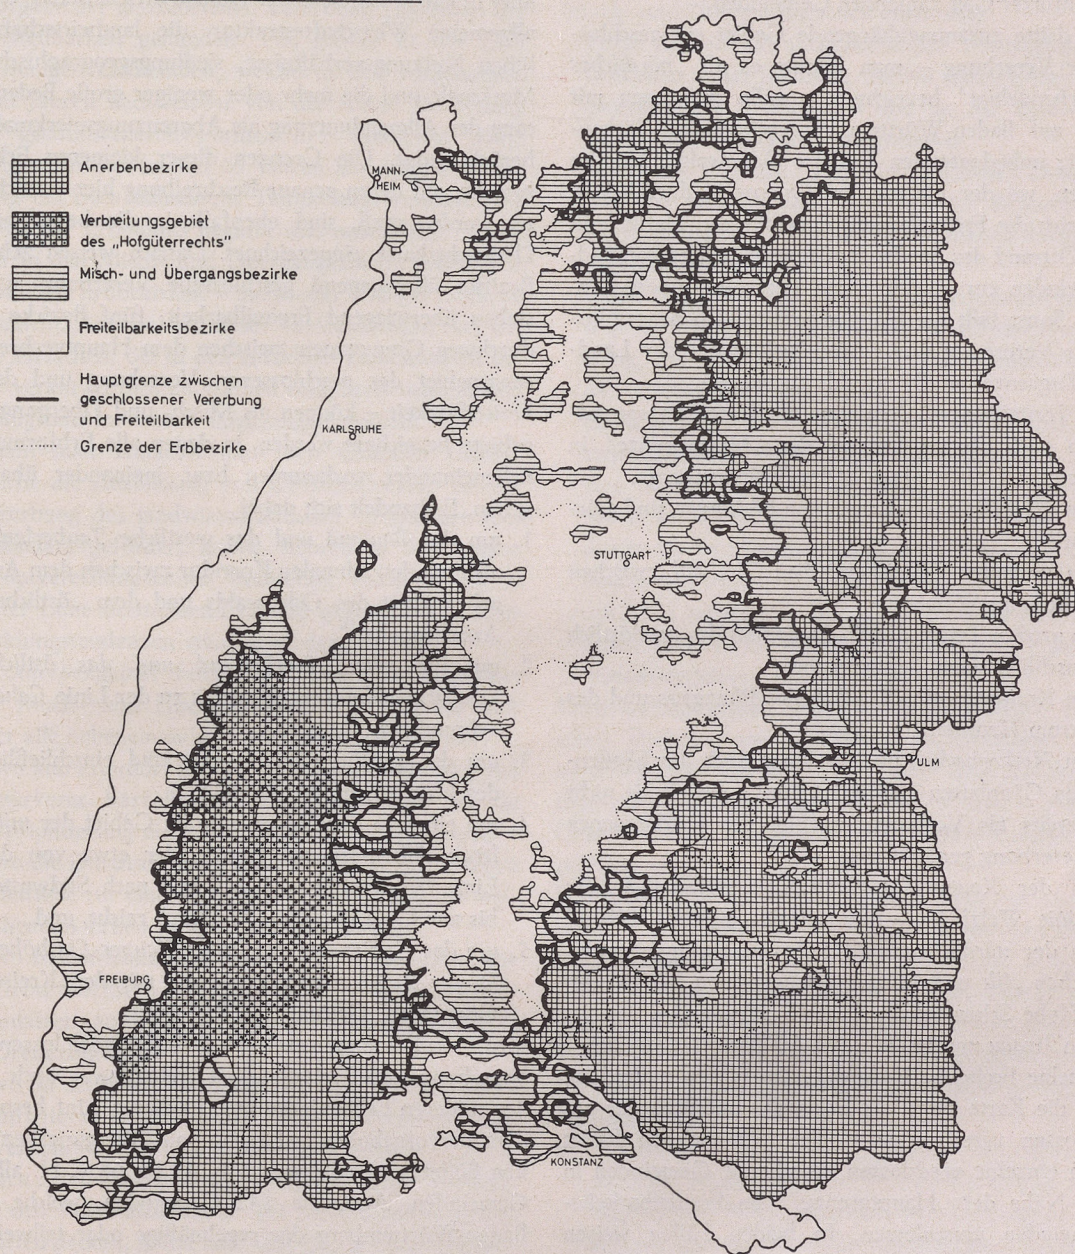 Anerbenbezirke
Verbreitungsgebiet
des „Hofgüterrechts"
Misch- und Übergangsbezirke
Freiteilbarkeitsbezirke
Hauptgrenze zwischen
geschlossener Vererbung
und Freiteilbarkeit
Grenze der Erbbezirke
MANN
HEIM
KARLSRUHE
STUTTGART
ULM
FREIBURG
KONSTANZ